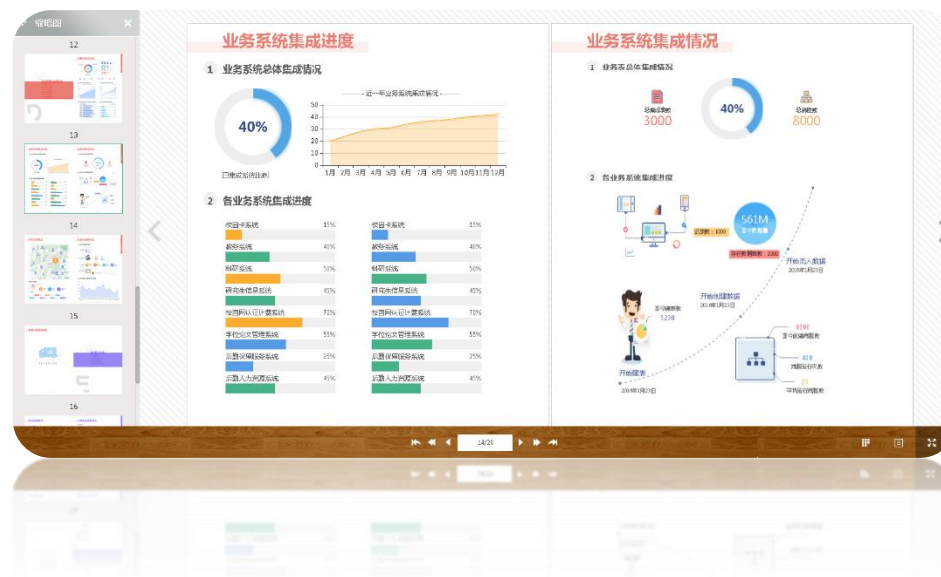 缩略图
12
13
14
15
16
业务系统集成进度
1 业务系统总体集成情况
40%
已集成系统比例
近一年业务系统集成情况
50
40
30
20
10
0
1月 2月 3月 4月 5月 6月 7月 8月 9月 10月 11月 12月
2 各业务系统集成进度
校园卡系统 15% 校园卡系统 15%
教务系统 40% 教务系统 40%
科研系统 50% 科研系统 50%
研究生信息系统 45% 研究生信息系统 45%
校园网认证计费系统 70% 校园网认证计费系统 70%
学位论文管理系统 55% 学位论文管理系统 55%
后勤保障服务系统 25% 后勤保障服务系统 25%
后勤人力资源系统 45% 后勤人力资源系统 45%
业务系统集成情况
1 业务表总体集成情况
3000
40%
8000
2 各业务系统集成进度
561M
开始流入数据
开始创建数据
5230
开始建表
14/20